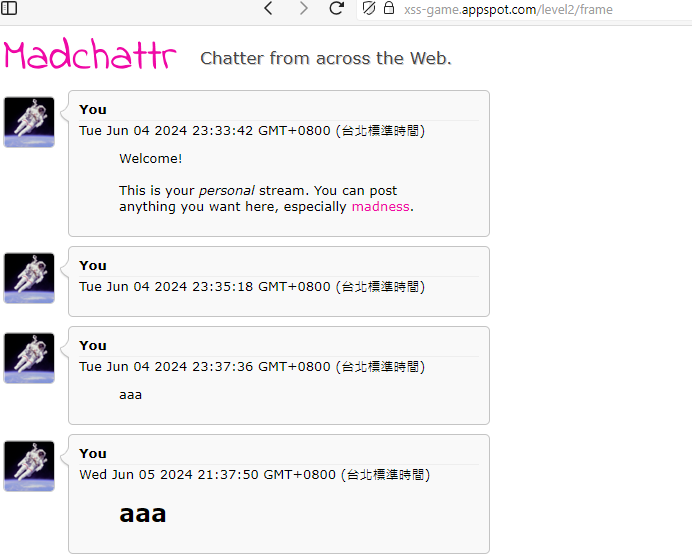 xss-game.appspot.com/level2/frame
Madchattr Chatter from across the Web.
You
Tue Jun 04 2024 23:33:42 GMT+0800 (台北標準時間)
Welcome!
This is your personal stream. You can post
anything you want here, especially madness.
You
Tue Jun 04 2024 23:35:18 GMT+0800 (台北標準時間)
You
Tue Jun 04 2024 23:37:36 GMT+0800 (台北標準時間)
aaa
You
Wed Jun 05 2024 21:37:50 GMT+0800 (台北標準時間)
aaa